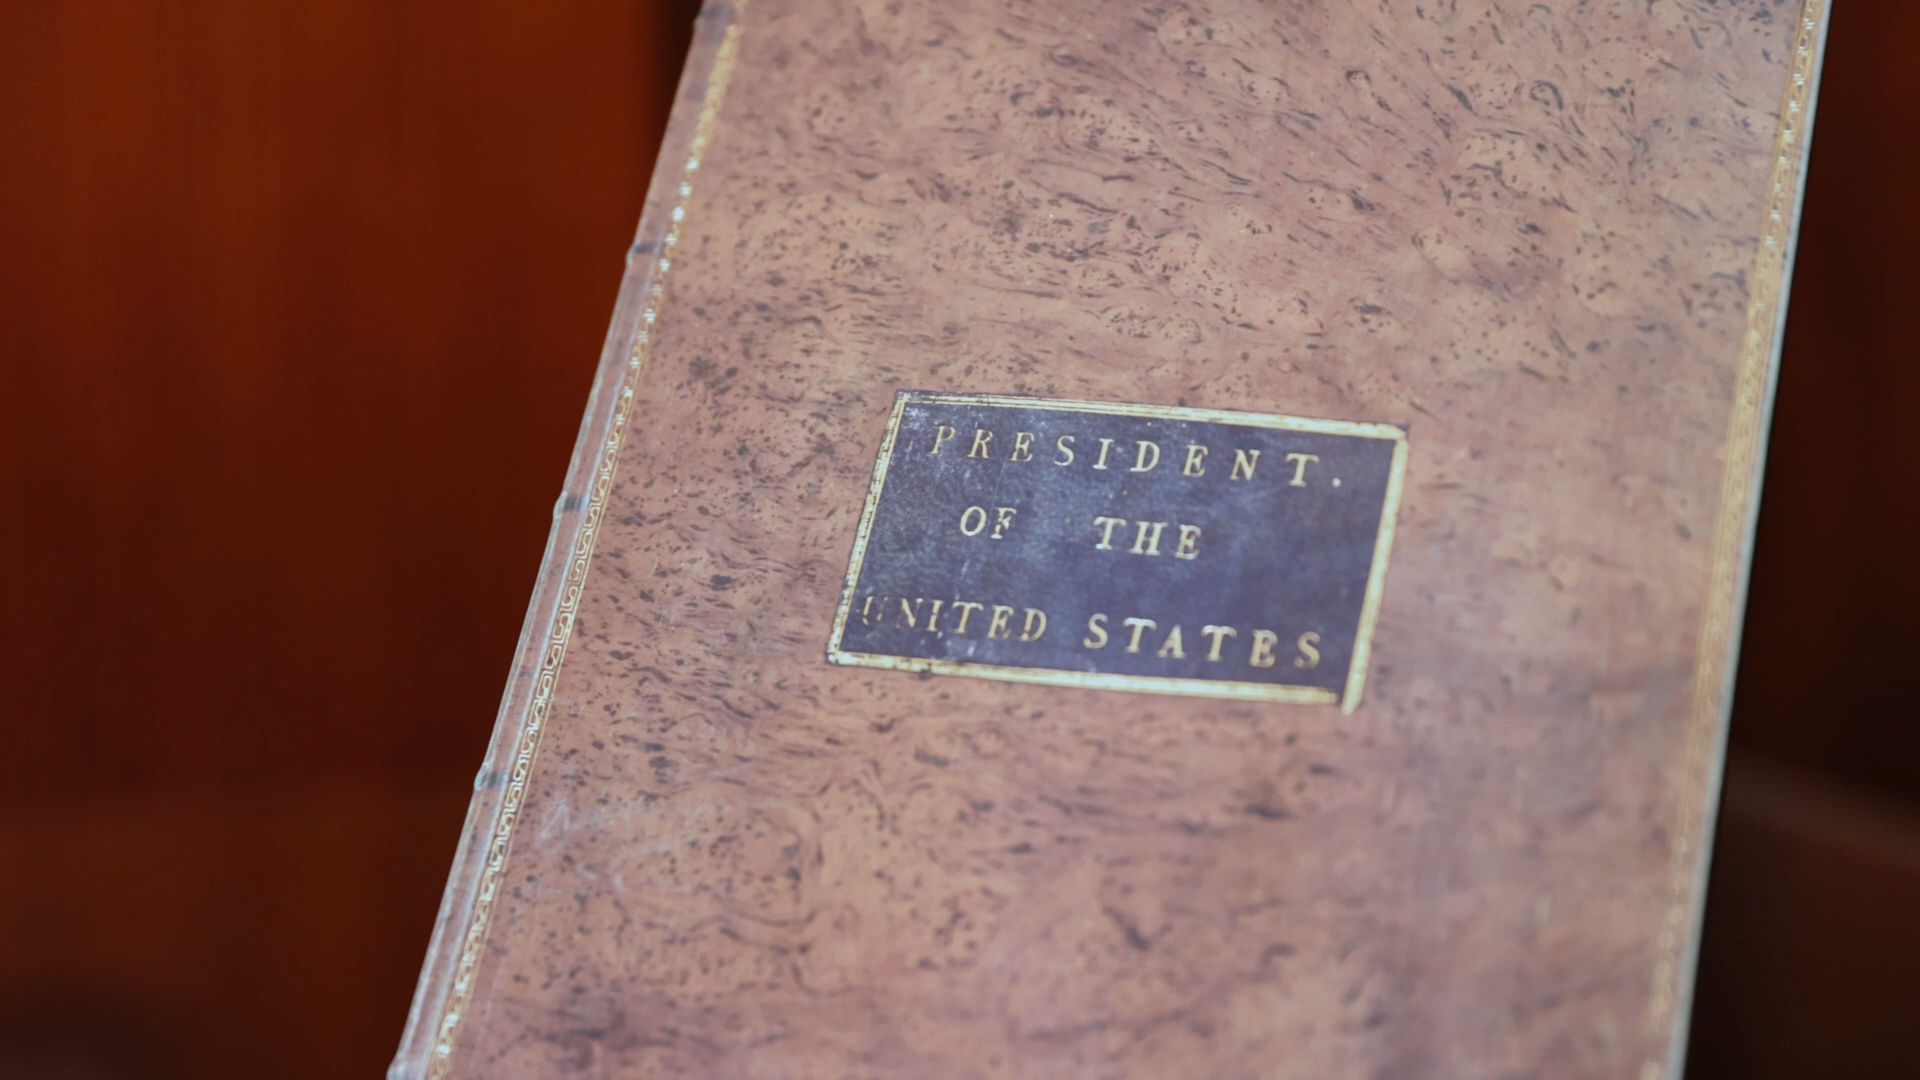 PRESIDENT.
OF THE
UNITED STATES